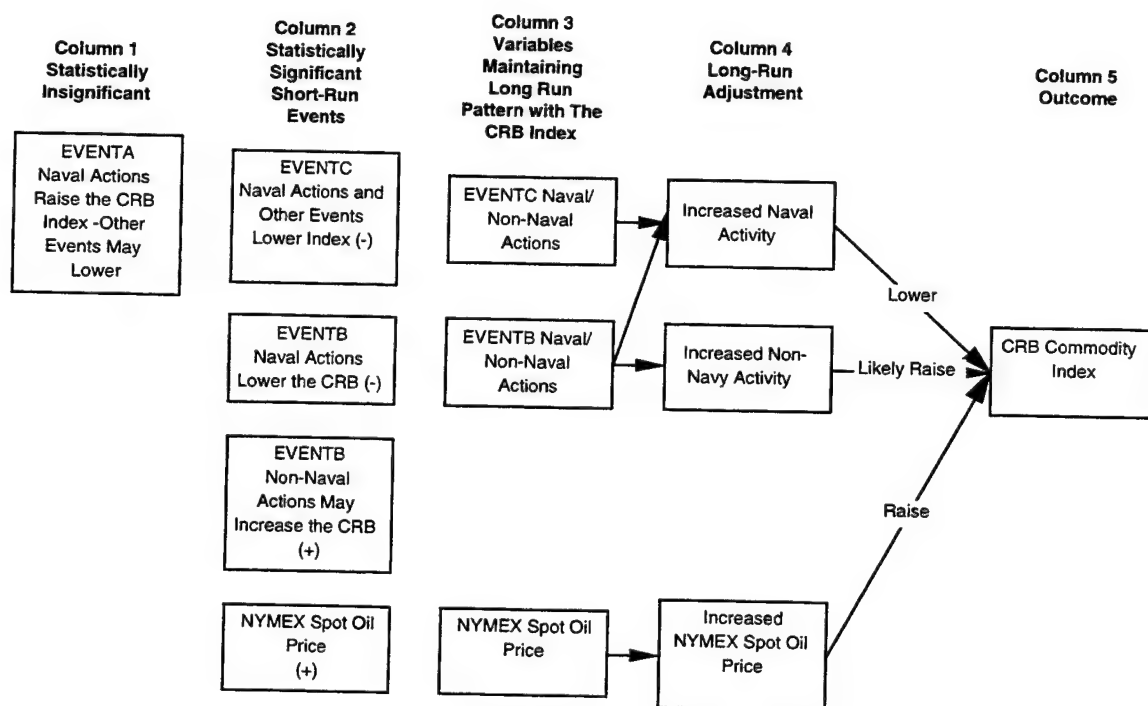 Column 1
Statistically
Insignificant
Column 2
Statistically
Significant
Short-Run
Events
Column 3
Variables
Maintaining
Long Run
Pattern with The
CRB Index
Column 4
Long-Run
Adjustment
Column 5
Outcome
EVENTA
Naval Actions
Raise the CRB
Index -Other
Events May
Lower
EVENTC
Naval Actions and
Other Events
Lower Index (-)
EVENTB
Naval Actions
Lower the CRB (-)
EVENTB
Non-Naval
Actions May
Increase the CRB
(+)
NYMEX Spot Oil
Price
(+)
EVENTC Naval/
Non-Naval
Actions
EVENTB Naval/
Non-Naval
Actions
NYMEX Spot Oil
Price
Increased Naval
Activity
Increased Non-
Navy Activity
Increased
NYMEX Spot Oil
Price
Lower
Likely Raise
Raise
CRB Commodity
Index